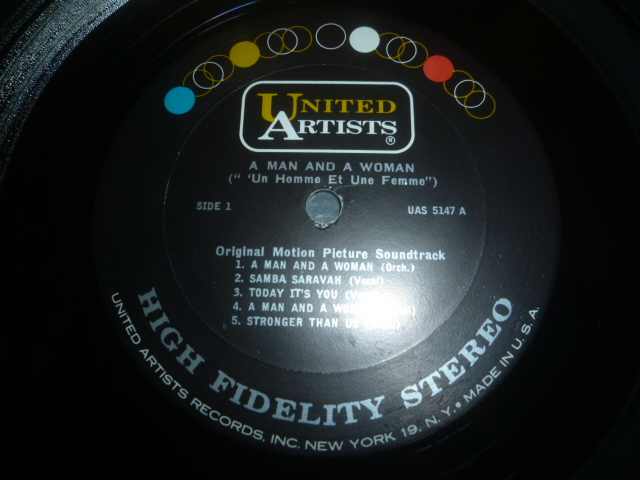 UNITED
ARTISTS®
A MAN AND A WOMAN
(" 'Un Homme Et Une Femme")
SIDE 1
UAS 5147 A
Original Motion Picture Soundtrack
1. A MAN AND A WOMAN (Orch.)
2. SAMBA SARAVAH (Vocal)
3. TODAY IT'S YOU
4. A MAN AND A
5. STRONGER THAN US
HIGH FIDELITY STEREO
UNITED ARTISTS RECORDS, INC. NEW YORK 19, N.Y. • MADE IN U.S.A.